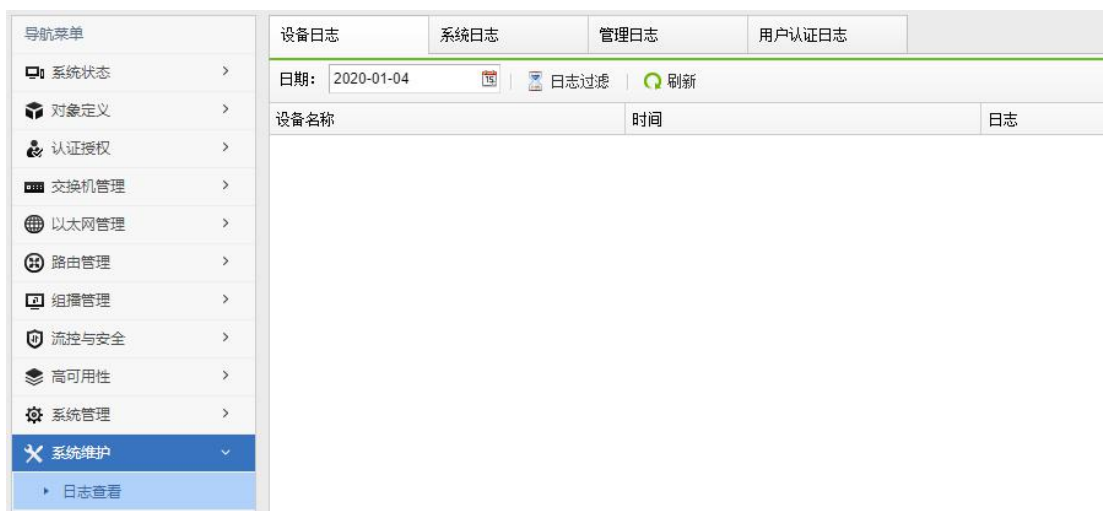 导航菜单
系统状态
对象定义
认证授权
交换机管理
以太网管理
路由管理
组播管理
流控与安全
高可用性
系统管理
系统维护
日志查看
设备日志 系统日志 管理日志 用户认证日志
日期: 2020-01-04 15 日志过滤 刷新
设备名称 时间 日志